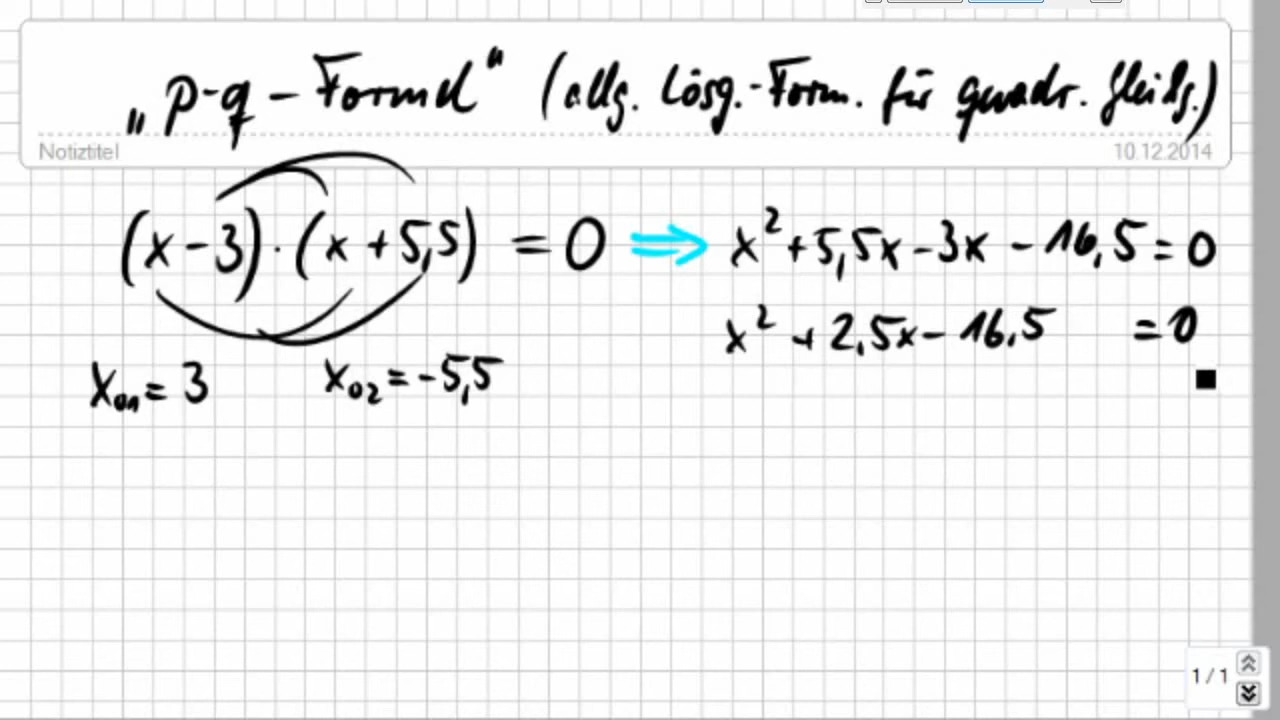 „p-q-Formel“ (allg. Lösg.-Form. für quadr. Gleichg.)
Notiztitel 10.12.2014
(x-3)·(x+5,5) = 0 ⇒ x²+5,5x-3x-16,5=0
x²+2,5x-16,5 =0
x₀₁=3 x₀₂=-5,5
1/1